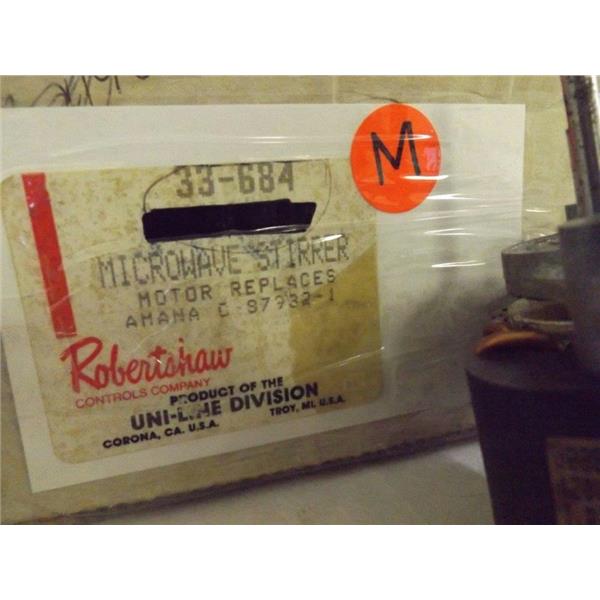 M
33-684
MICROWAVE STIRRER
MOTOR REPLACES
AMANA C-87932-1
Robertshaw
CONTROLS COMPANY
PRODUCT OF THE
UNI-LINE DIVISION
CORONA, CA. U.S.A. TROY, MI. U.S.A.